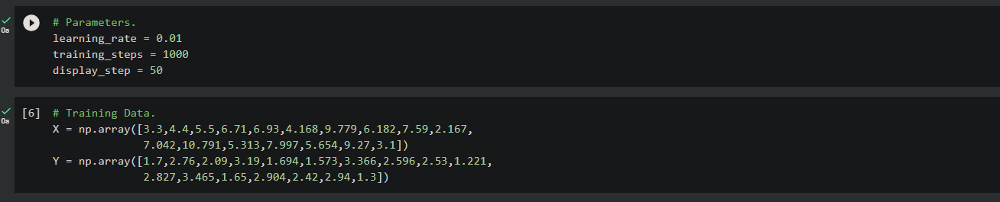 # Parameters.
0s
learning_rate = 0.01
training_steps = 1000
display_step = 50
[6]
# Training Data.
0s
X = np.array([3.3,4.4,5.5,6.71,6.93,4.168,9.779,6.182,7.59,2.167,
7.042,10.791,5.313,7.997,5.654,9.27,3.1])
Y = np.array([1.7,2.76,2.09,3.19,1.694,1.573,3.366,2.596,2.53,1.221,
2.827,3.465,1.65,2.904,2.42,2.94,1.3])